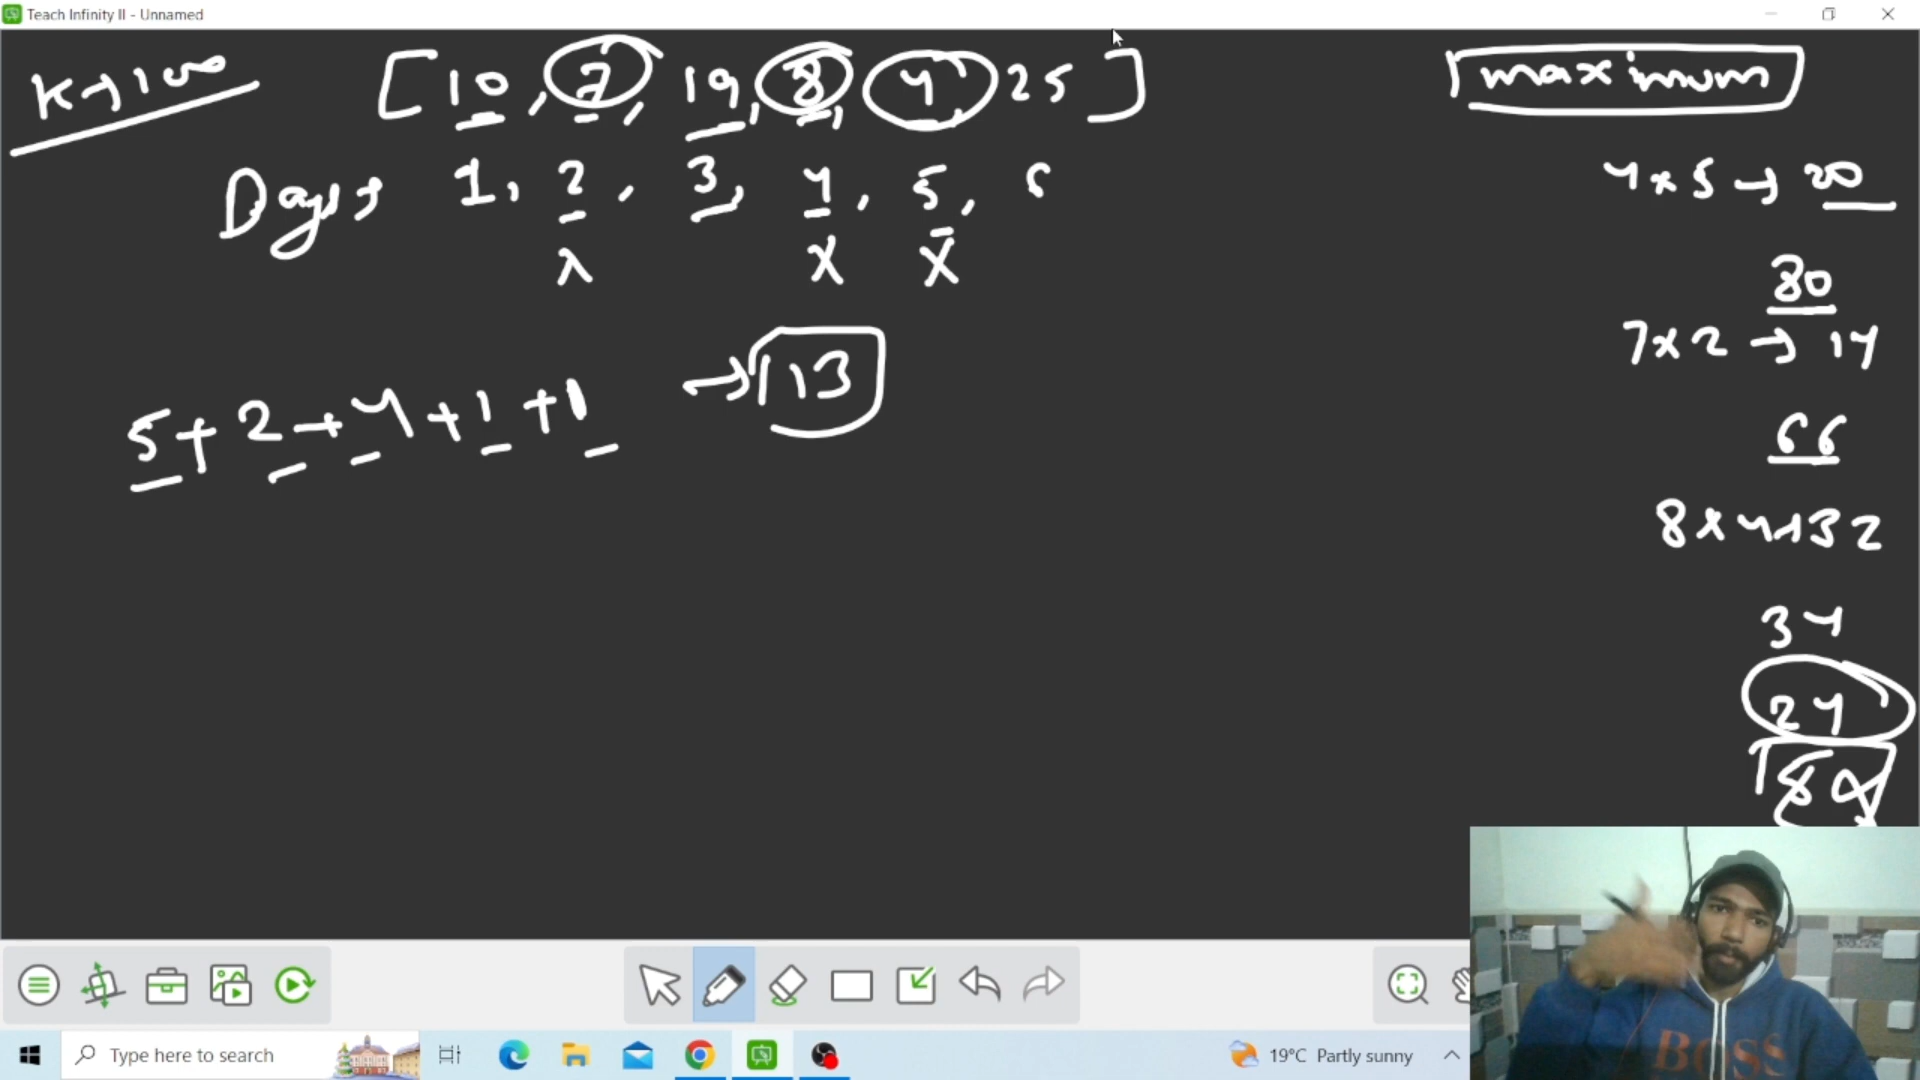 Teach Infinity II - Unnamed
K→100
[10, 7, 19, 8, 4, 25]
maximum
Days → 1, 2, 3, 4, 5, 6
4 x 5 → 20
80
7 x 2 → 14
5 + 2 + 4 + 1 + 1 → 13
66
8 x 4 → 32
34
24
BOSS
Type here to search
19°C Partly sunny